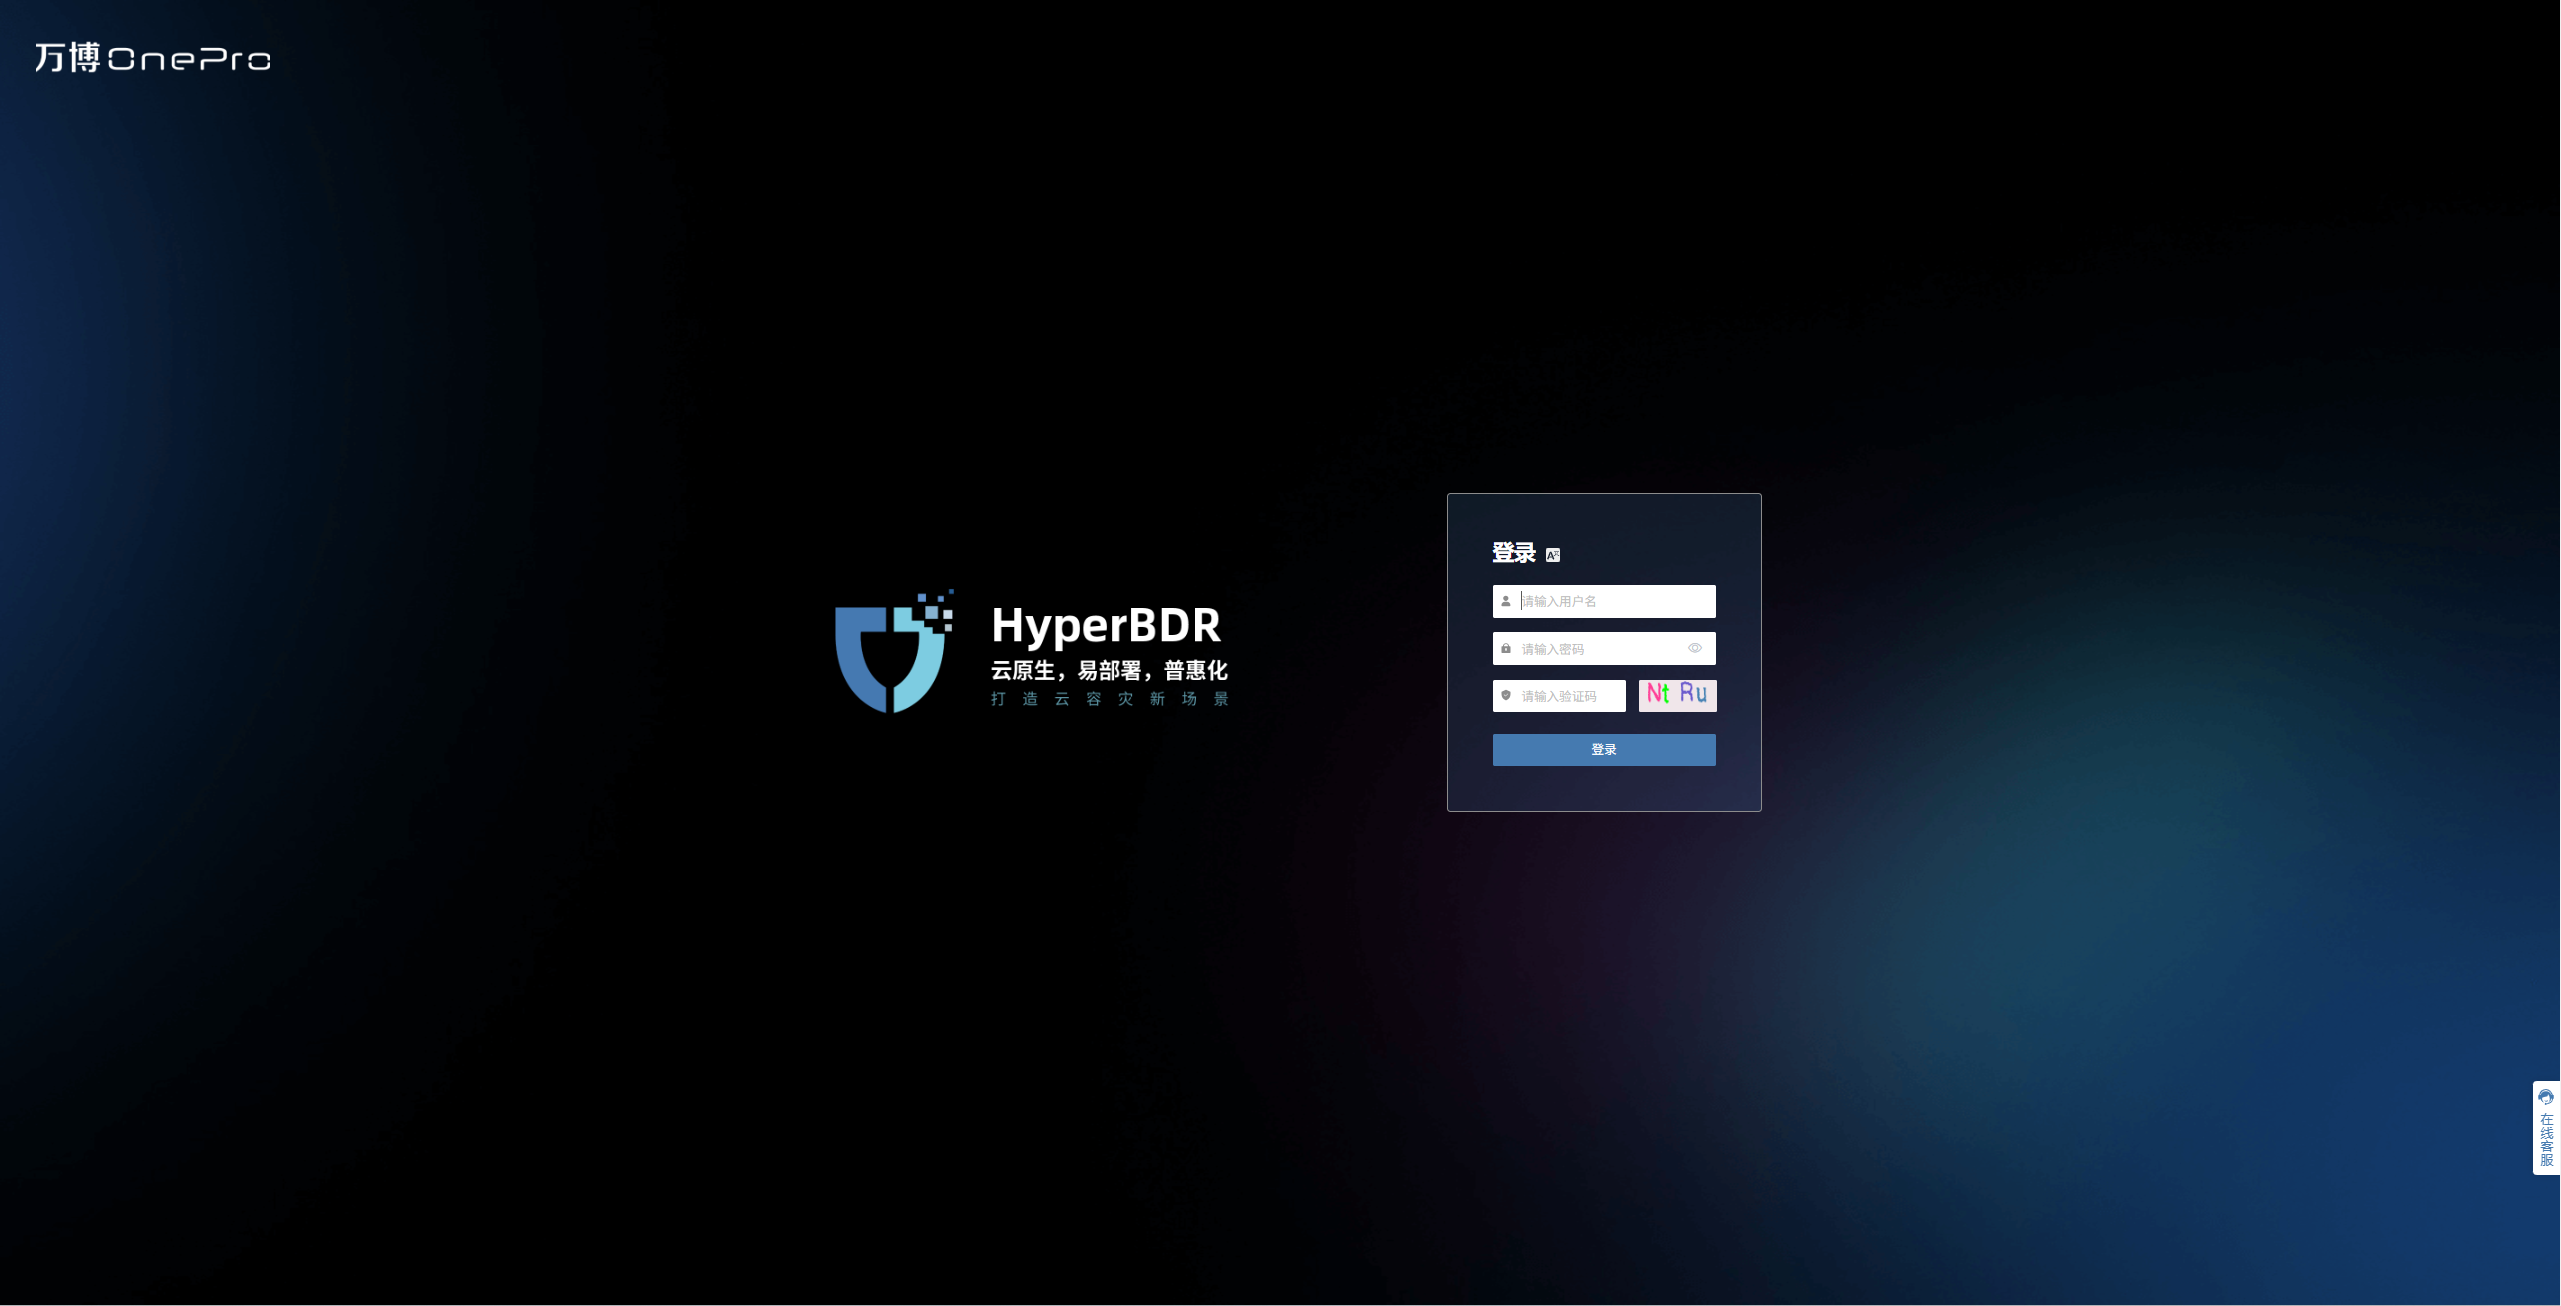 万博OnePro
HyperBDR
云原生，易部署，普惠化
打造云容灾新场景
登录
请输入用户名
请输入密码
请输入验证码
Nt Ru
登录
在线客服